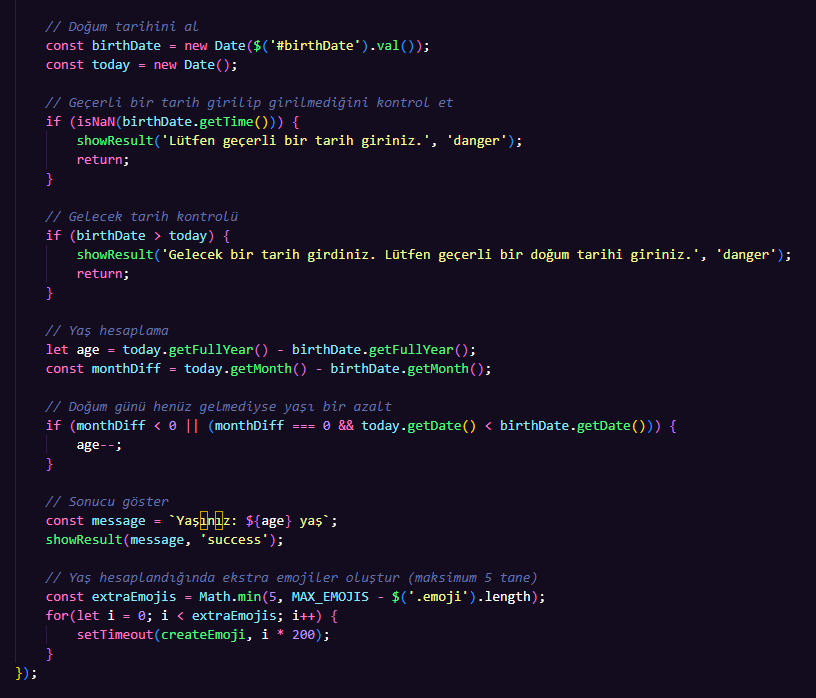 // Doğum tarihini al
const birthDate = new Date($('#birthDate').val());
const today = new Date();
// Geçerli bir tarih girilip girilmediğini kontrol et
if (isNaN(birthDate.getTime())) {
showResult('Lütfen geçerli bir tarih giriniz.', 'danger');
return;
}
// Gelecek tarih kontrolü
if (birthDate > today) {
showResult('Gelecek bir tarih girdiniz. Lütfen geçerli bir doğum tarihi giriniz.', 'danger');
return;
}
// Yaş hesaplama
let age = today.getFullYear() - birthDate.getFullYear();
const monthDiff = today.getMonth() - birthDate.getMonth();
// Doğum günü henüz gelmediyse yaşı bir azalt
if (monthDiff < 0 || (monthDiff === 0 && today.getDate() < birthDate.getDate())) {
age--;
}
// Sonucu göster
const message = `Yaşınız: ${age} yaş`;
showResult(message, 'success');
// Yaş hesaplandığında ekstra emojiler oluştur (maksimum 5 tane)
const extraEmojis = Math.min(5, MAX_EMOJIS - $('.emoji').length);
for(let i = 0; i < extraEmojis; i++) {
setTimeout(createEmoji, i * 200);
}
});